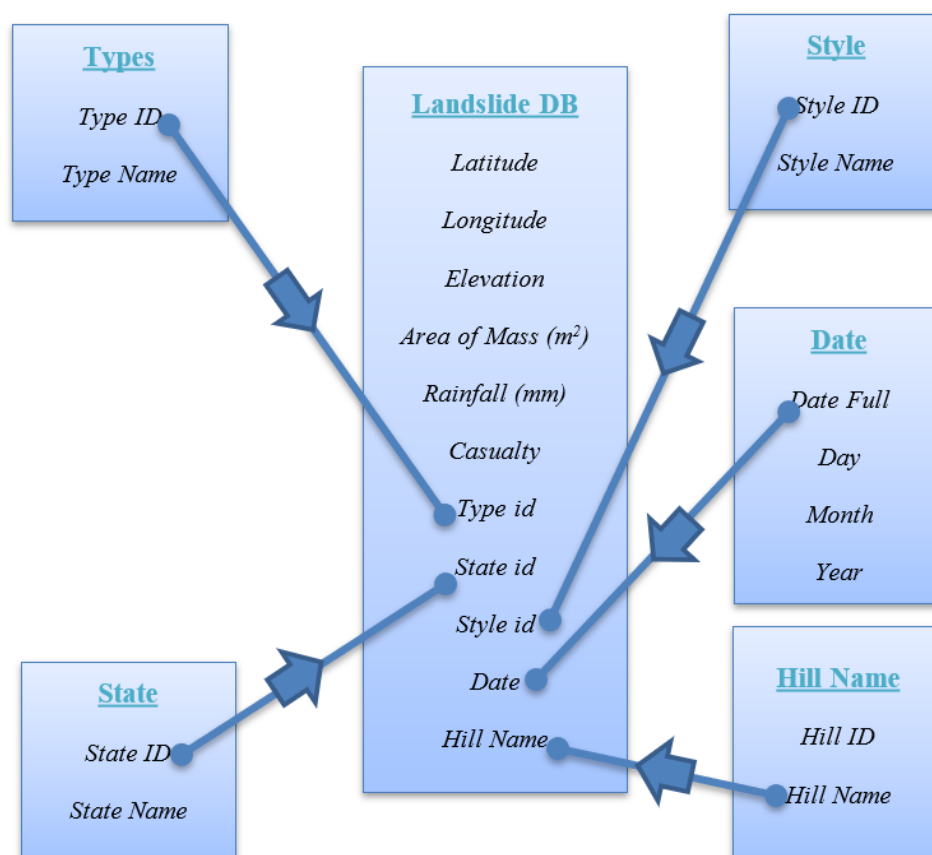 Types
Type ID
Type Name
Landslide DB
Latitude
Longitude
Elevation
Area of Mass (m²)
Rainfall (mm)
Casualty
Type id
State id
Style id
Date
Hill Name
Style
Style ID
Style Name
Date
Date Full
Day
Month
Year
State
State ID
State Name
Hill Name
Hill ID
Hill Name